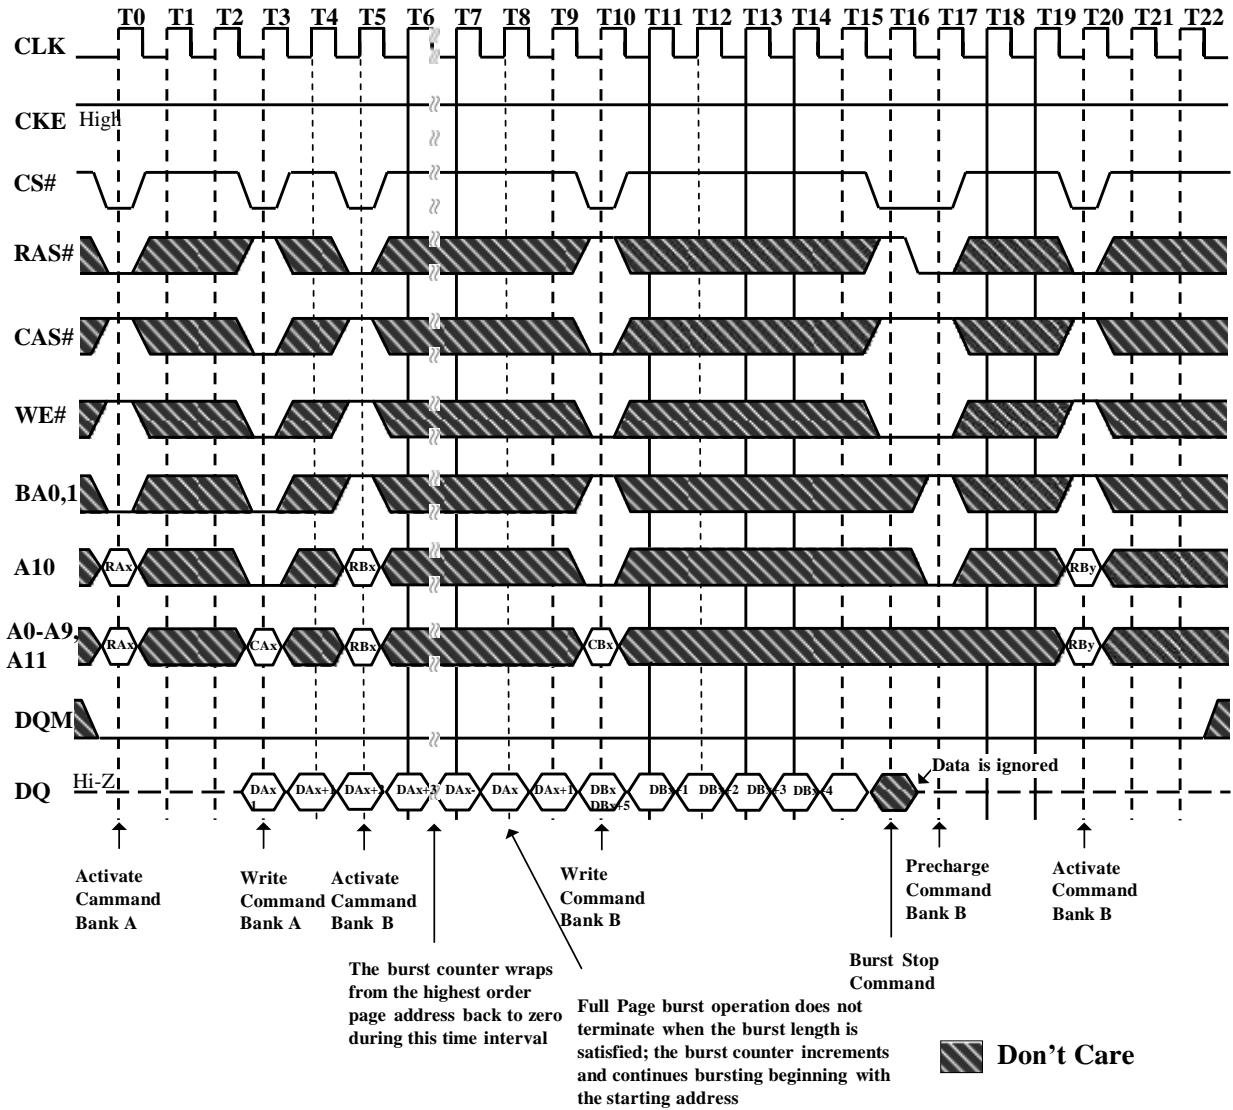 T0 T1 T2 T3 T4 T5 T6 T7 T8 T9 T10 T11 T12 T13 T14 T15 T16 T17 T18 T19 T20 T21 T22
CLK
CKE High
CS#
RAS#
CAS#
WE#
BA0,1
A10 RAx RBx RBy
A0-A9,
A11 RAx CAx RBx CBx RBy
DQM
Data is ignored
DQ Hi-Z DAx DAx+1 DAx+2 DAx+3 DAx- DAx DAx+1 DBx DBx+1 DBx+2 DBx+3 DBx+4
1 DBx+5
Activate
Cammand
Bank A
Write
Command
Bank A
Activate
Cammand
Bank B
Write
Command
Bank B
Precharge
Command
Bank B
Activate
Command
Bank B
Burst Stop
Command
The burst counter wraps
from the highest order
page address back to zero
during this time interval
Full Page burst operation does not
terminate when the burst length is
satisfied; the burst counter increments
and continues bursting beginning with
the starting address
Don't Care